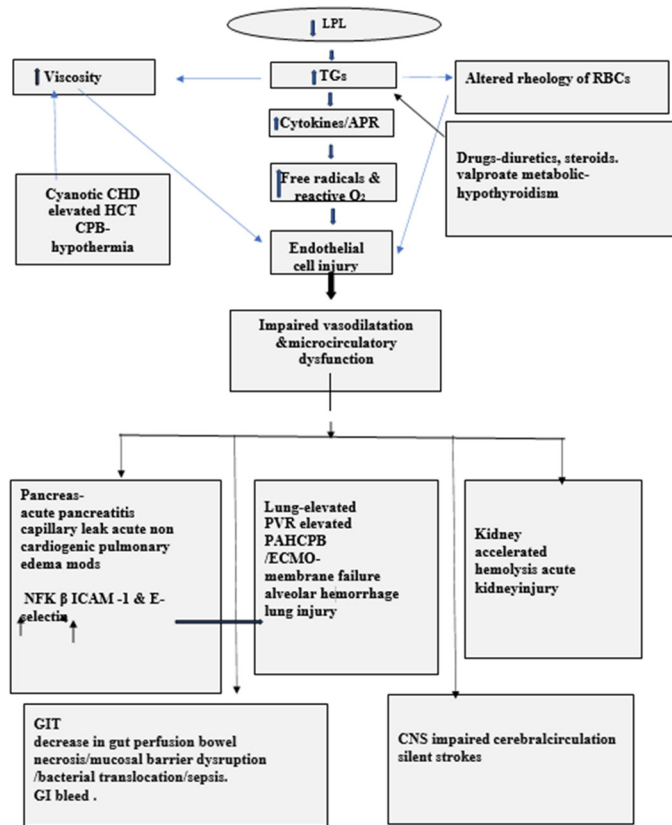 LPL
Viscosity
TGs
Altered rheology of RBCs
Cytokines/APR
Drugs-diuretics, steroids.
valproate metabolic-
hypothyroidism
Free radicals &
reactive O₂
Cyanotic CHD
elevated HCT
CPB-
hypothermia
Endothelial
cell injury
Impaired vasodilatation
&microcirculatory
dysfunction
Pancreas-
acute pancreatitis
capillary leak acute non
cardiogenic pulmonary
edema mods
NFK β ICAM -1 & E-
selectin
Lung-elevated
PVR elevated
PAHCPB
/ECMO-
membrane failure
alveolar hemorrhage
lung injury
Kidney
accelerated
hemolysis acute
kidneyinjury
GIT
decrease in gut perfusion bowel
necrosis/mucosal barrier dysruption
/bacterial translocation/sepsis.
GI bleed .
CNS impaired cerebralcirculation
silent strokes